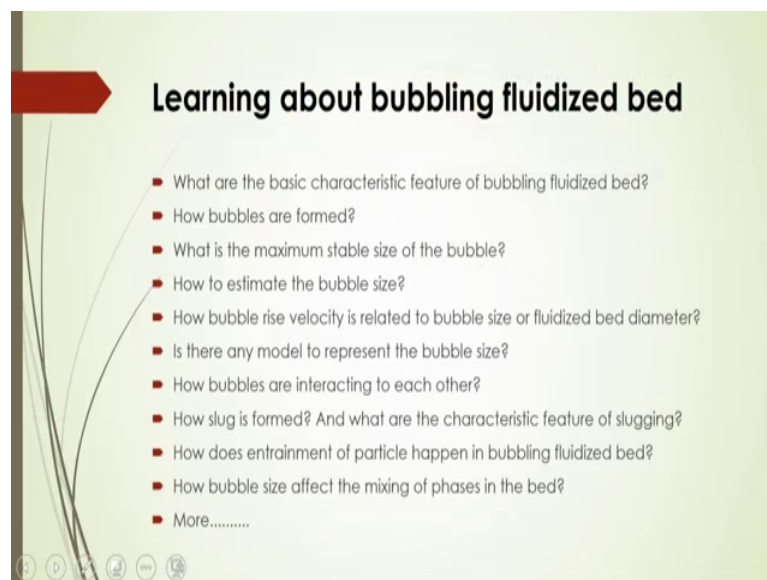 Learning about bubbling fluidized bed
What are the basic characteristic feature of bubbling fluidized bed?
How bubbles are formed?
What is the maximum stable size of the bubble?
How to estimate the bubble size?
How bubble rise velocity is related to bubble size or fluidized bed diameter?
Is there any model to represent the bubble size?
How bubbles are interacting to each other?
How slug is formed? And what are the characteristic feature of slugging?
How does entrainment of particle happen in bubbling fluidized bed?
How bubble size affect the mixing of phases in the bed?
More..........